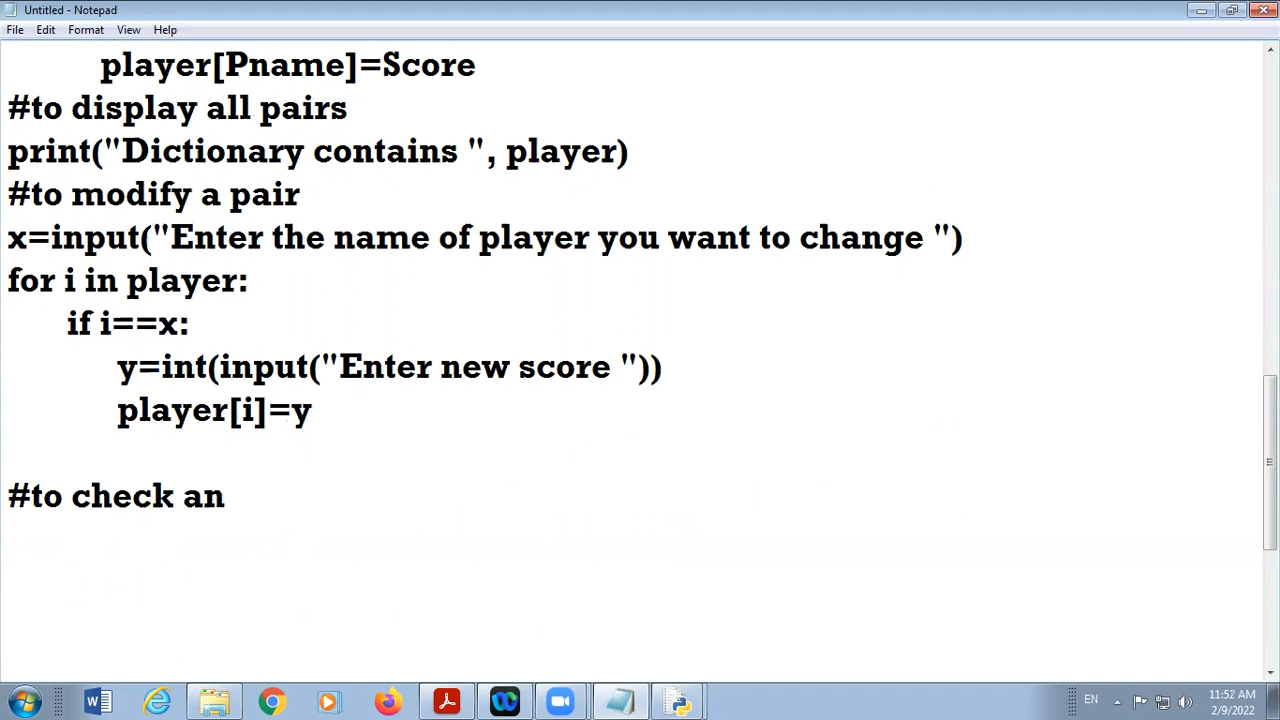 Untitled - Notepad
File Edit Format View Help
player[Pname]=Score
#to display all pairs
print("Dictionary contains ", player)
#to modify a pair
x=input("Enter the name of player you want to change ")
for i in player:
if i==x:
y=int(input("Enter new score "))
player[i]=y
#to check an
EN
11:52 AM
2/9/2022